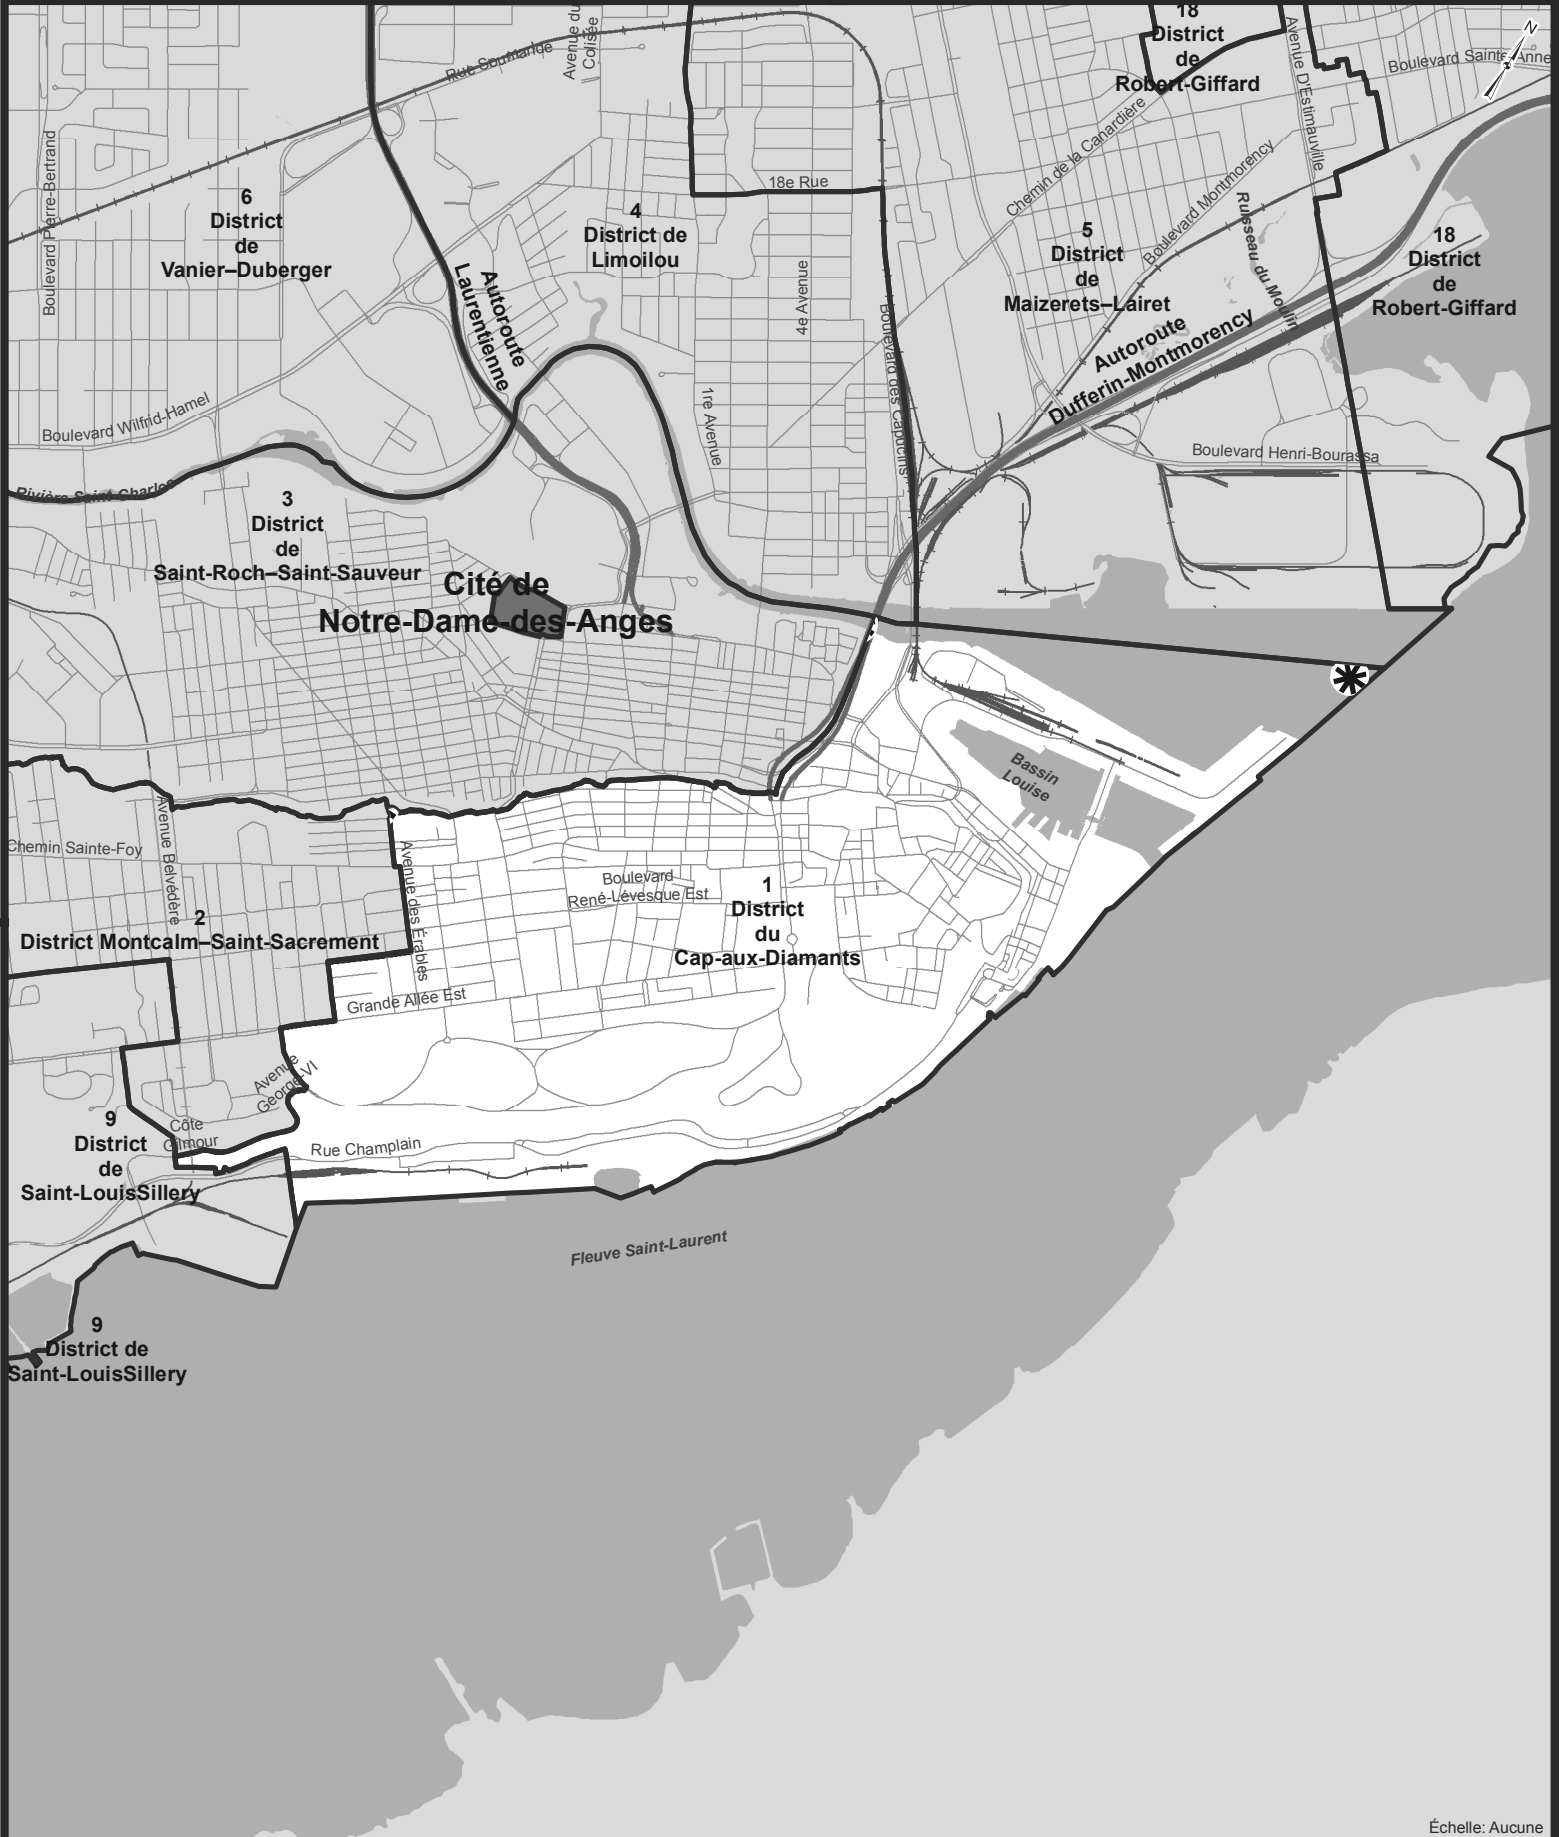 18
District
de
Robert-Giffard
N
Boulevard Sainte-Anne
Avenue D'Estimauville
Avenue du
Colisée
Rue Soumande
Boulevard Pierre-Bertrand
Chemin de la Canardière
Boulevard Montmorency
18e Rue
6
District
de
Vanier–Duberger
4
District de
Limoilou
5
District
de
Maizerets–Lairet
Ruisseau du Moulin
18
District
de
Robert-Giffard
Autoroute
Laurentienne
4e Avenue
Boulevard des Capucins
Autoroute
Dufferin-Montmorency
1re Avenue
Boulevard Wilfrid-Hamel
Boulevard Henri-Bourassa
Rivière Saint-Charles
3
District
de
Saint-Roch–Saint-Sauveur
Cité de
Notre-Dame-des-Anges
Bassin
Louise
Avenue Belvédère
Chemin Sainte-Foy
Avenue des Érables
Boulevard
René-Lévesque Est
1
District
du
Cap-aux-Diamants
2
District Montcalm–Saint-Sacrement
Grande Allée Est
Avenue
George-VI
9
District
de
Saint-LouisSillery
Côte
Gilmour
Rue Champlain
Fleuve Saint-Laurent
9
District de
Saint-LouisSillery
Échelle: Aucune